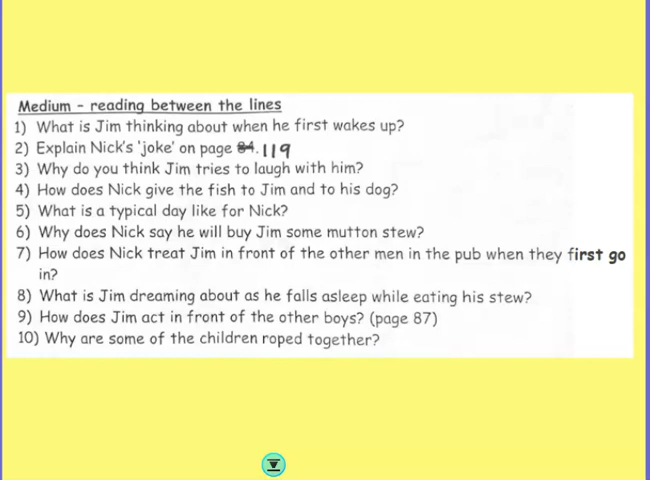 Medium - reading between the lines
1) What is Jim thinking about when he first wakes up?
2) Explain Nick's 'joke' on page 84. 119
3) Why do you think Jim tries to laugh with him?
4) How does Nick give the fish to Jim and to his dog?
5) What is a typical day like for Nick?
6) Why does Nick say he will buy Jim some mutton stew?
7) How does Nick treat Jim in front of the other men in the pub when they first go
in?
8) What is Jim dreaming about as he falls asleep while eating his stew?
9) How does Jim act in front of the other boys? (page 87)
10) Why are some of the children roped together?